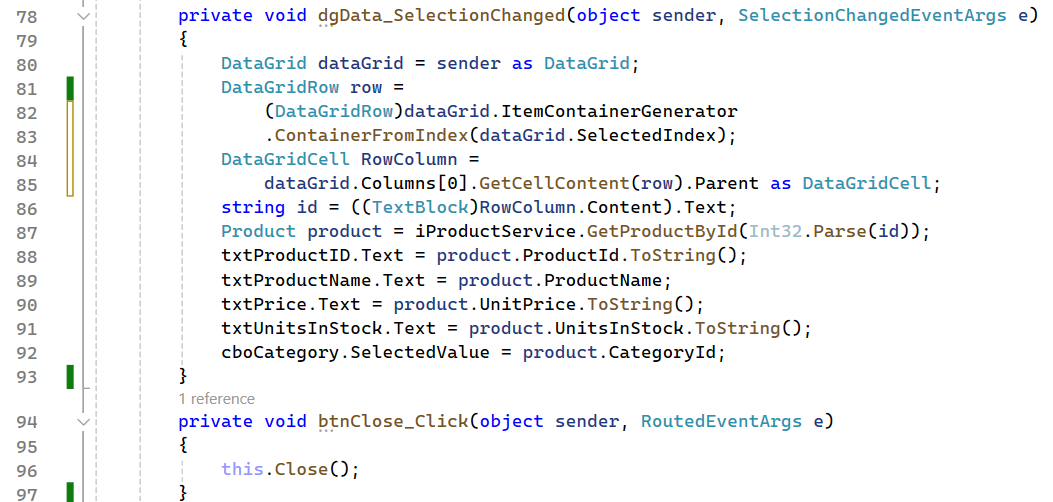 78 private void dgData_SelectionChanged(object sender, SelectionChangedEventArgs e)
79 {
80 DataGrid dataGrid = sender as DataGrid;
81 DataGridRow row =
82 (DataGridRow)dataGrid.ItemContainerGenerator
83 .ContainerFromIndex(dataGrid.SelectedIndex);
84 DataGridCell RowColumn =
85 dataGrid.Columns[0].GetCellContent(row).Parent as DataGridCell;
86 string id = ((TextBlock)RowColumn.Content).Text;
87 Product product = iProductService.GetProductById(Int32.Parse(id));
88 txtProductID.Text = product.ProductId.ToString();
89 txtProductName.Text = product.ProductName;
90 txtPrice.Text = product.UnitPrice.ToString();
91 txtUnitsInStock.Text = product.UnitsInStock.ToString();
92 cboCategory.SelectedValue = product.CategoryId;
93 }
1 reference
94 private void btnClose_Click(object sender, RoutedEventArgs e)
95 {
96 this.Close();
97 }